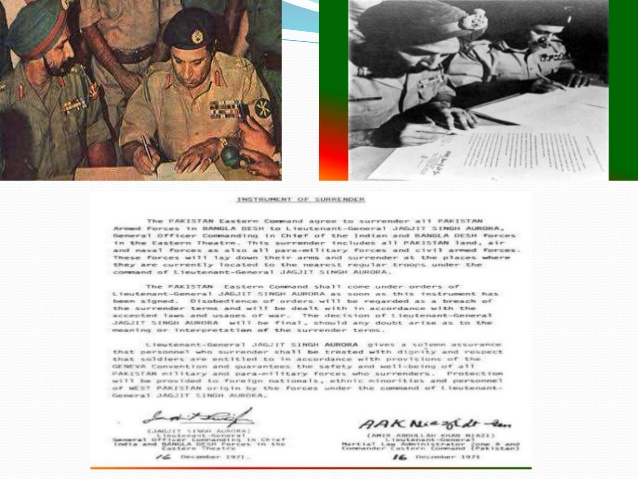 INSTRUMENT OF SURRENDER
The PAKISTAN Eastern Command agree to surrender all PAKISTAN
Armed Forces in BANGLA DESH to Lieutenant-General JAGJIT SINGH AURORA,
General Officer Commanding in Chief of the Indian and BANGLA DESH Forces
in the Eastern Theatre. This surrender includes all PAKISTAN land, air
and naval forces as also all para-military forces and civil armed forces.
These forces will lay down their arms and surrender at the places where
they are currently located to the nearest regular troops under the
command of Lieutenant-General JAGJIT SINGH AURORA.
The PAKISTAN Eastern Command shall come under orders of
Lieutenant-General JAGJIT SINGH AURORA as soon as this instrument has
been signed. Disobedience of orders will be regarded as a breach of
the surrender terms and will be dealt with in accordance with the
accepted laws and usages of war. The decision of Lieutenant-General
JAGJIT SINGH AURORA will be final, should any doubt arise as to the
meaning or interpretation of the surrender terms.
Lieutenant-General JAGJIT SINGH AURORA gives a solemn assurance
that personnel who surrender shall be treated with dignity and respect
that soldiers are entitled to in accordance with provisions of the
GENEVA Convention and guarantees the safety and well-being of all
PAKISTAN military and para-military forces who surrender. Protection
will be provided to foreign nationals, ethnic minorities and personnel
of WEST PAKISTAN origin by the forces under the command of Lieutenant-
General JAGJIT SINGH AURORA.
(JAGJIT SINGH AURORA)
Lieutenant-General
General Officer Commanding in Chief
India and BANGLA DESH Forces in the
Eastern Theatre
16 December 1971.
AAK Niazi Lt Gen
(AMIR ABDULLAH KHAN NIAZI)
Lieutenant-General
Martial Law Administrator Zone B and
Commander Eastern Command (Pakistan)
16 December 1971